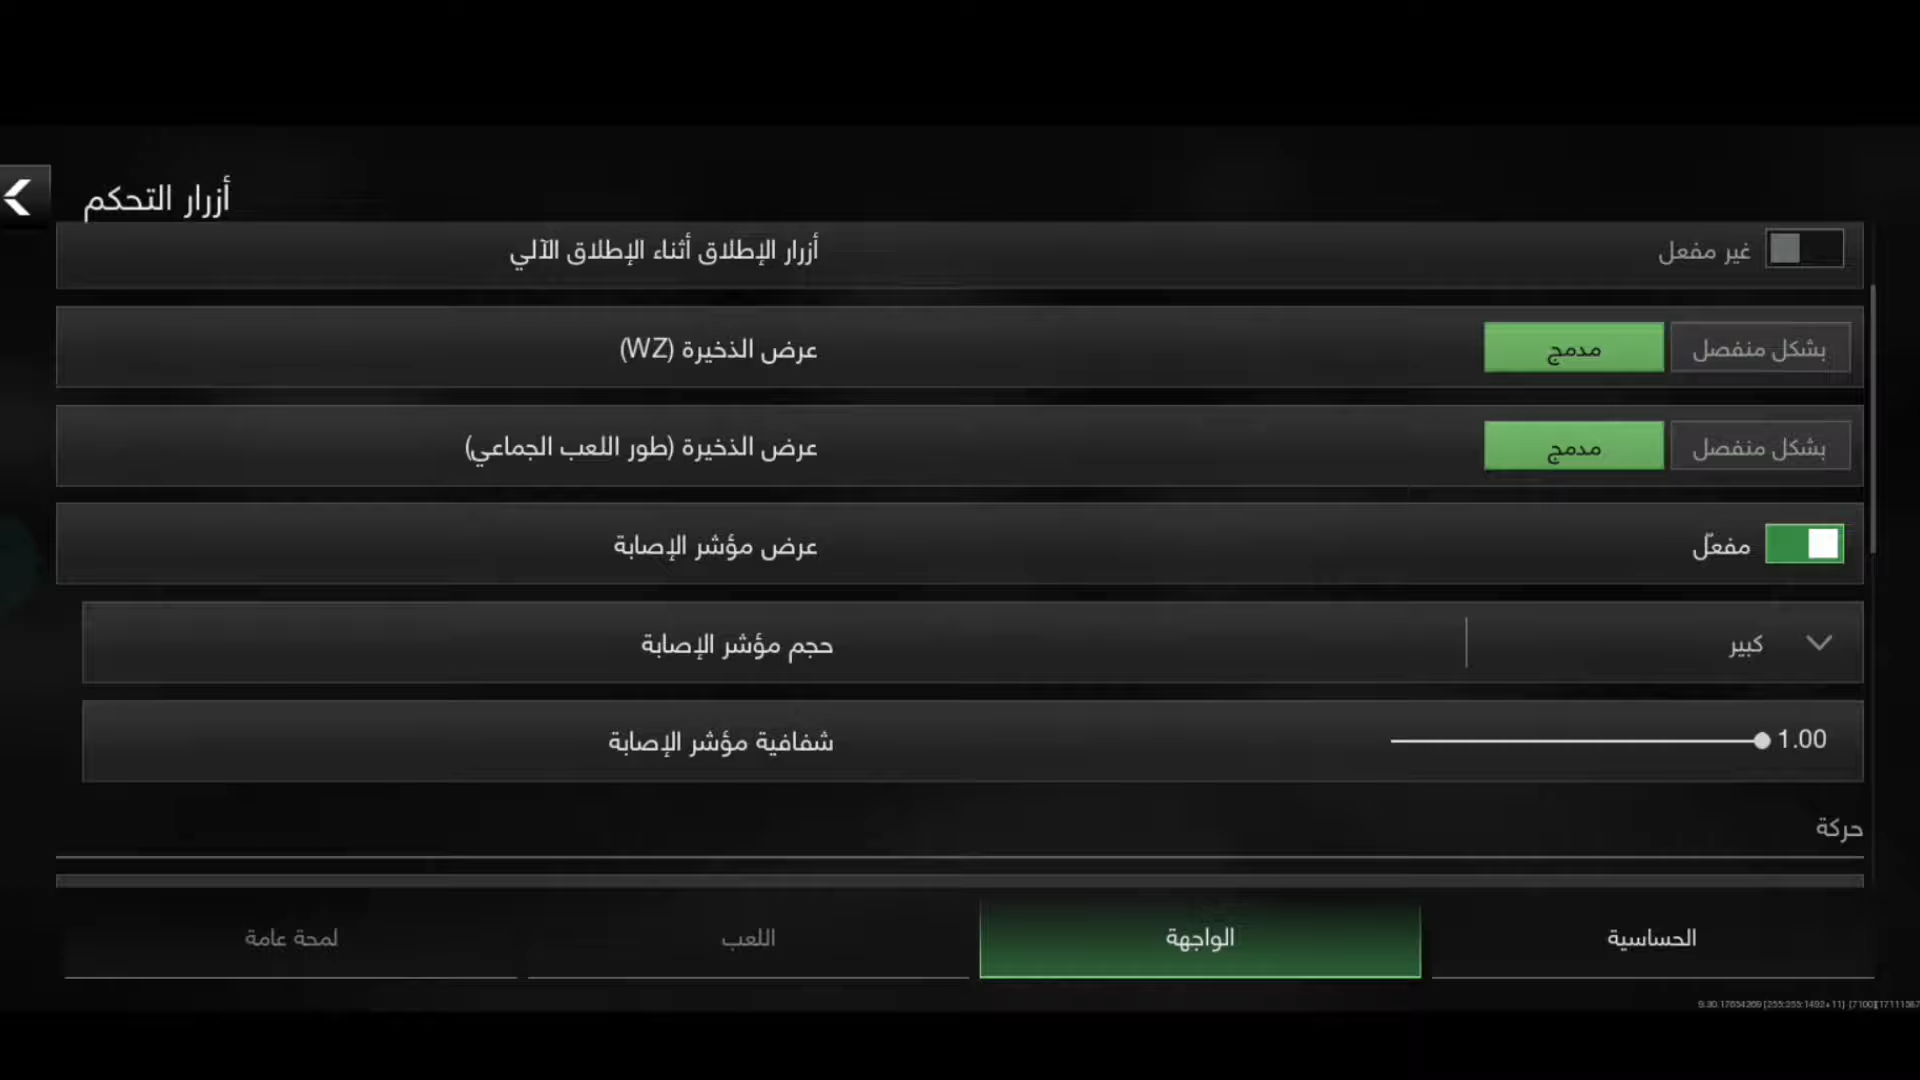 أزرار التحكم
أزرار الإطلاق أثناء الإطلاق الآلي
غير مفعل
عرض الذخيرة (WZ)
مدمج
بشكل منفصل
عرض الذخيرة (طور اللعب الجماعي)
مدمج
بشكل منفصل
عرض مؤشر الإصابة
مفعّل
حجم مؤشر الإصابة
كبير
شفافية مؤشر الإصابة
1.00
حركة
لمحة عامة
اللعب
الواجهة
الحساسية